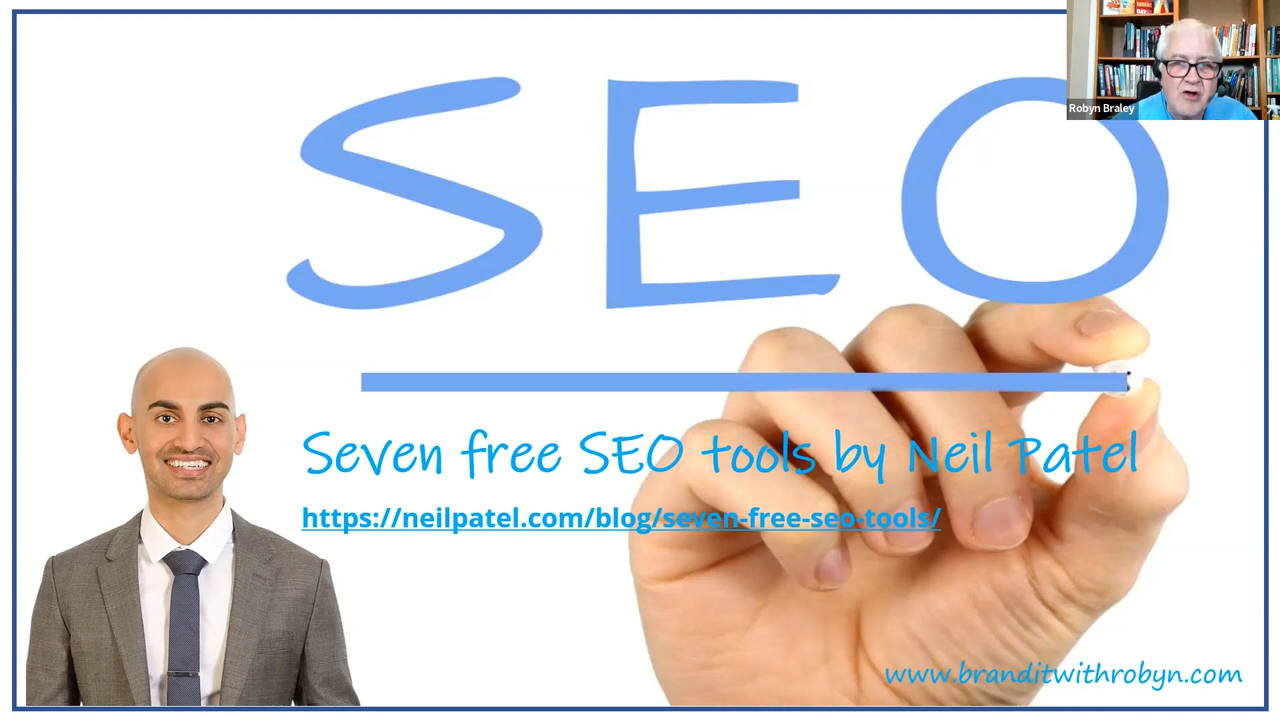 SEO
Robyn Braley
Seven free SEO tools by Neil Patel
https://neilpatel.com/blog/seven-free-seo-tools/
www.branditwithrobyn.com